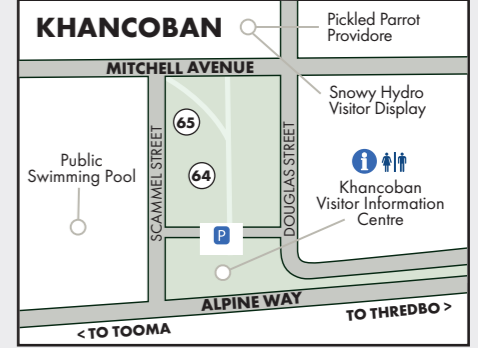 KHANCOBAN
Pickled Parrot
Providore
MITCHELL AVENUE
Snowy Hydro
Visitor Display
65
SCAMMEL STREET
DOUGLAS STREET
Public
Swimming Pool
64
i
Khancoban
Visitor Information
Centre
P
ALPINE WAY
TO THREDBO >
< TO TOOMA